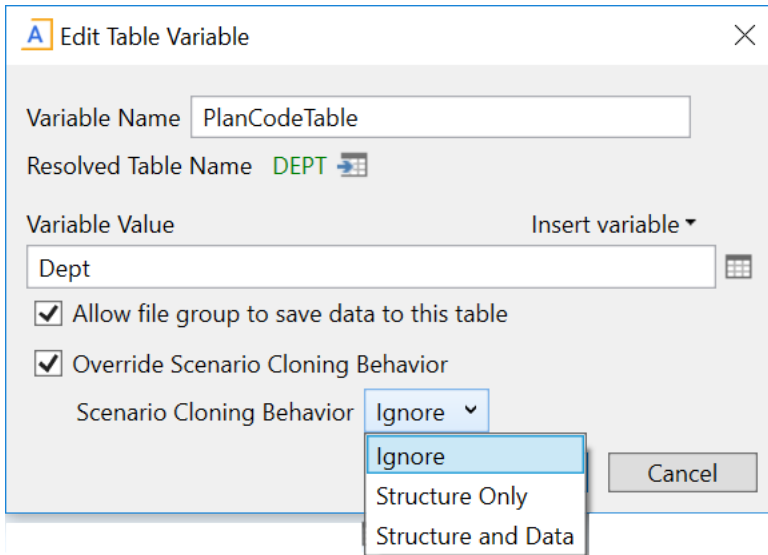 A Edit Table Variable
Variable Name PlanCodeTable
Resolved Table Name DEPT
Variable Value Insert variable
Dept
Allow file group to save data to this table
Override Scenario Cloning Behavior
Scenario Cloning Behavior Ignore
Ignore
Cancel
Structure Only
Structure and Data